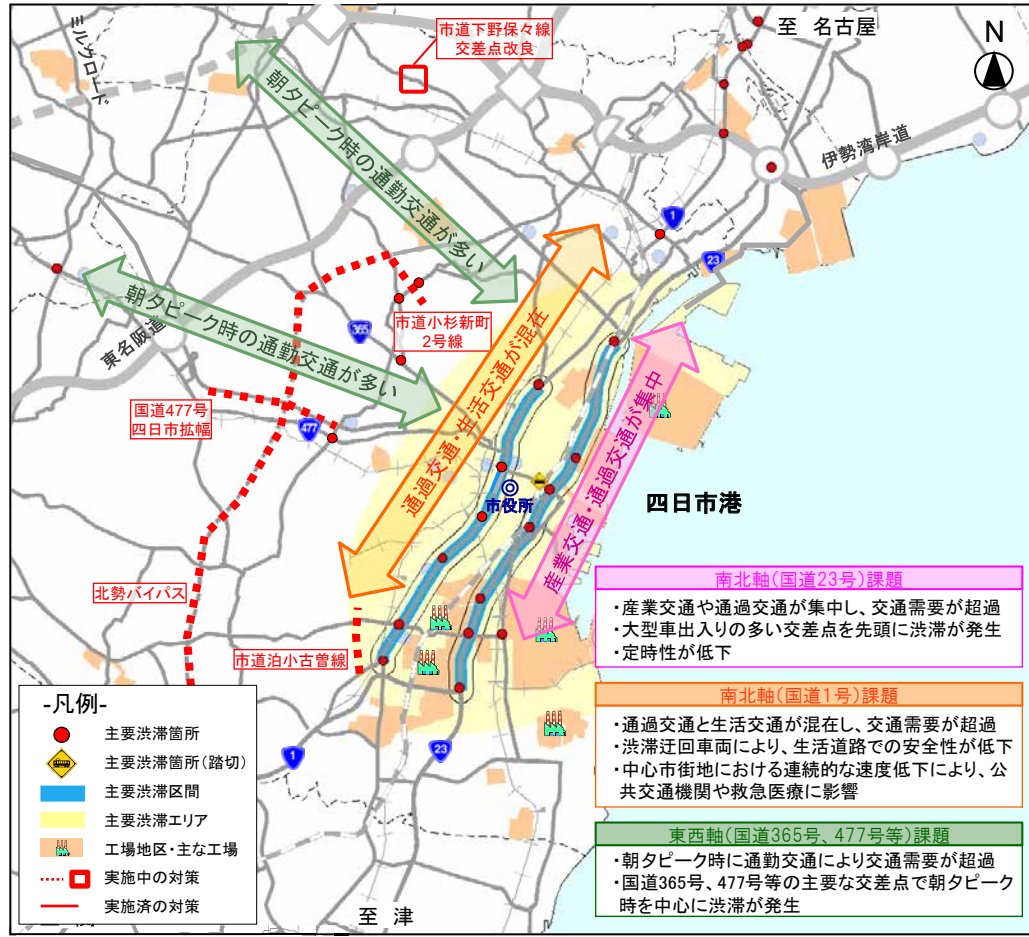 ミルクロード
市道下野保々線
交差点改良
至 名古屋
N
伊勢湾岸道
朝夕ピーク時の通勤交通が多い
1
23
朝夕ピーク時の通勤交通が多い
東名阪道
365
市道小杉新町
2号線
通過交通・生活交通が混在
産業交通・通過交通が集中
国道477号
四日市拡幅
477
市役所
四日市港
北勢バイパス
市道泊小古曽線
1
23
至 津
南北軸(国道23号)課題
・産業交通や通過交通が集中し、交通需要が超過
・大型車出入りの多い交差点を先頭に渋滞が発生
・定時性が低下
南北軸(国道1号)課題
・通過交通と生活交通が混在し、交通需要が超過
・渋滞迂回車両により、生活道路での安全性が低下
・中心市街地における連続的な速度低下により、公
共交通機関や救急医療に影響
東西軸(国道365号、477号等)課題
・朝夕ピーク時に通勤交通により交通需要が超過
・国道365号、477号等の主要な交差点で朝夕ピーク
時を中心に渋滞が発生
-凡例-
主要渋滞箇所
主要渋滞箇所(踏切)
主要渋滞区間
主要渋滞エリア
工場地区・主な工場
実施中の対策
実施済の対策